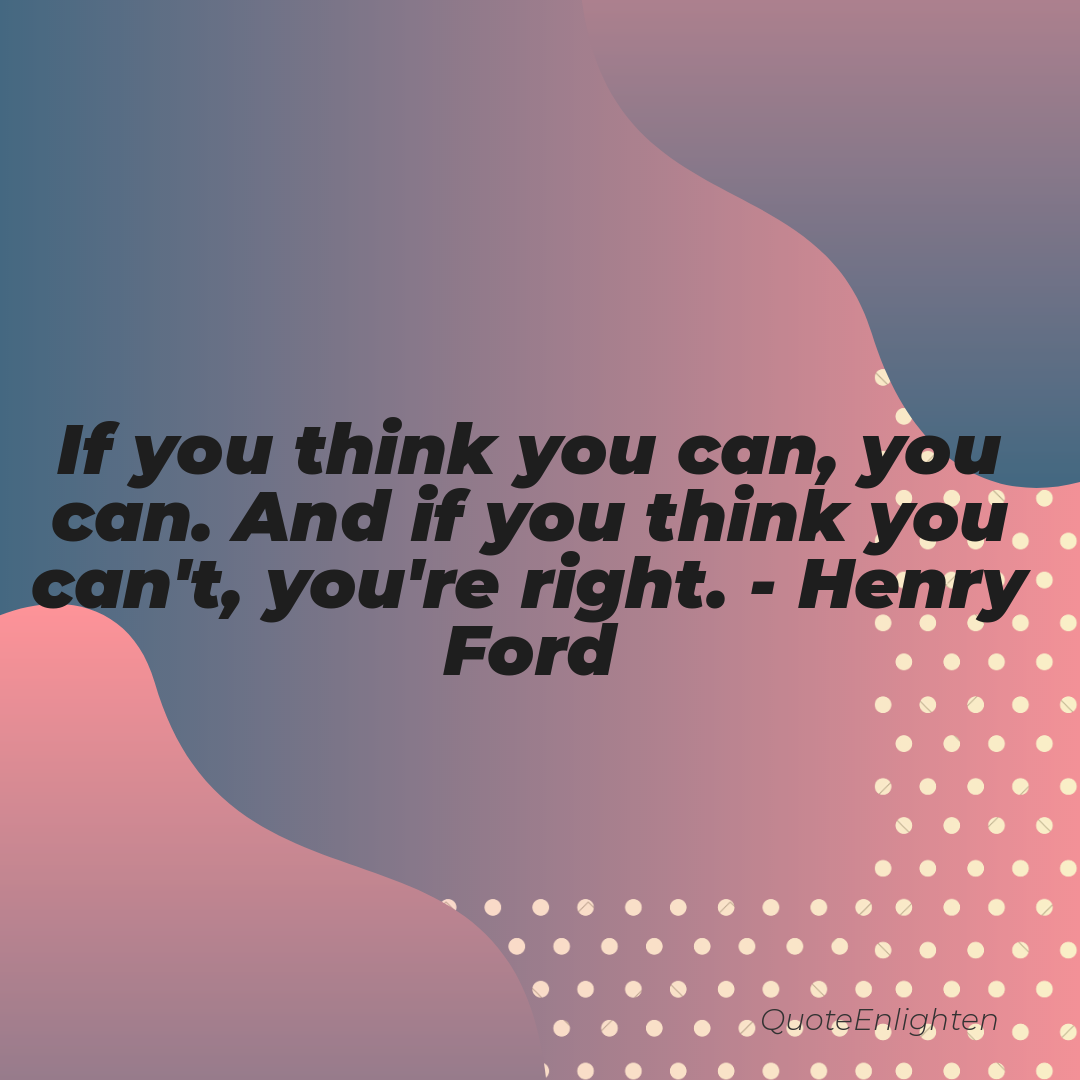 If you think you can, you
can. And if you think you
can't, you're right. - Henry
Ford
QuoteEnlighten